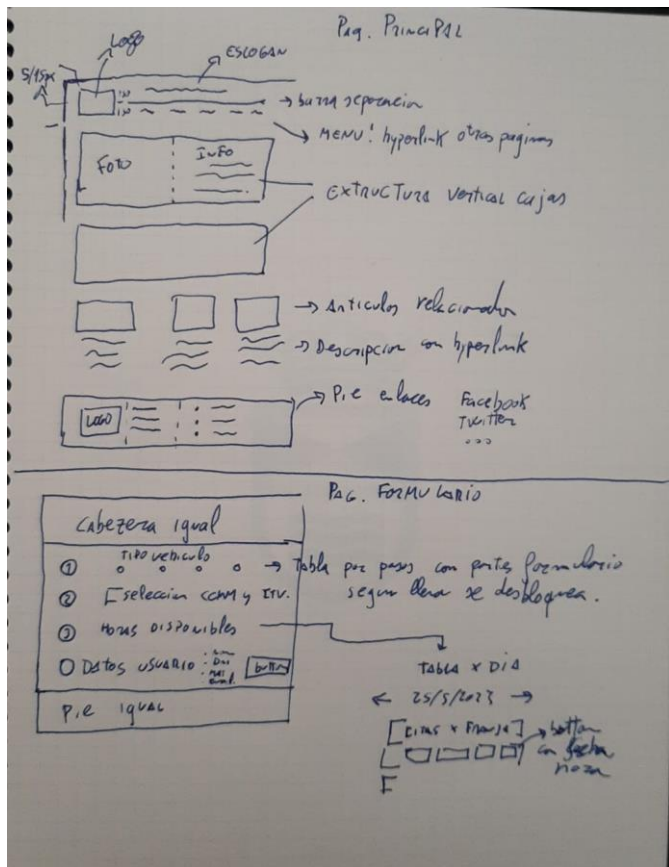 Pag. PRINCIPAL
Logo
ESLOGAN
5/15px
→ barra separacion
→ MENU! hyperlink otras paginas
FOTO
INFO
EXTRUCTURA vertical cajas
→ Articulos relacionados
→ Descripcion con hyperlink
→ Pie enlaces Facebook
Twitter
...
LOGO
PAG. FORMULARIO
Cabezera igual
① TIPO vehiculo
→ Tabla por pasos con partes formulario
segun llena se desbloquea.
② seleccion CCAA y ITV.
③ HORAS DISPONIBLES
DATOS USUARIO
button
Pie igual
TABLA x DIA
← 25/5/2023 →
[citas x Franja]
→ button
con fecha